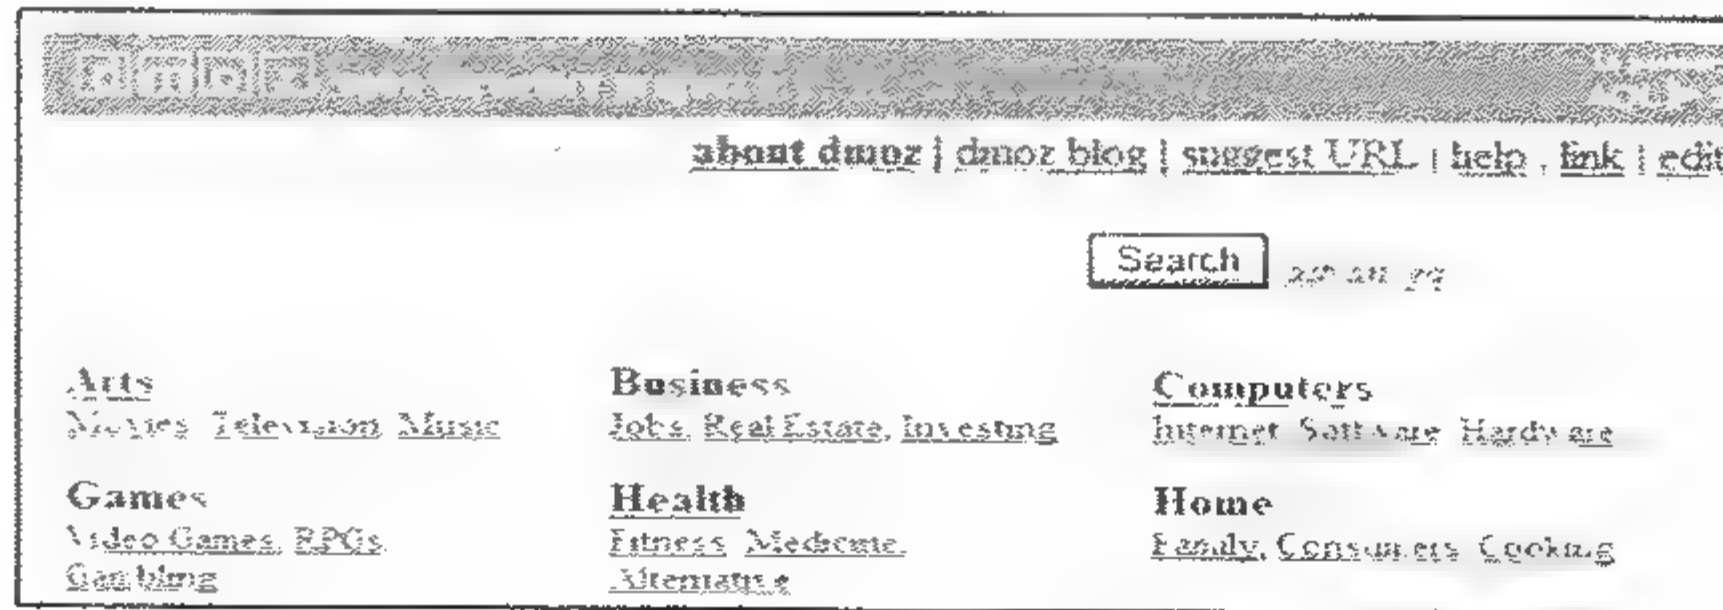 dmoz
about dmoz | dmoz blog | suggest URL | help | link | edit
Search
Arts Business Computers
Movies Television Music Jobs, Real Estate, Investing Internet Software Hardware
Games Health Home
Video Games, RPGs Fitness Medicine, Family, Consumers Cooking
Gambling Alternative